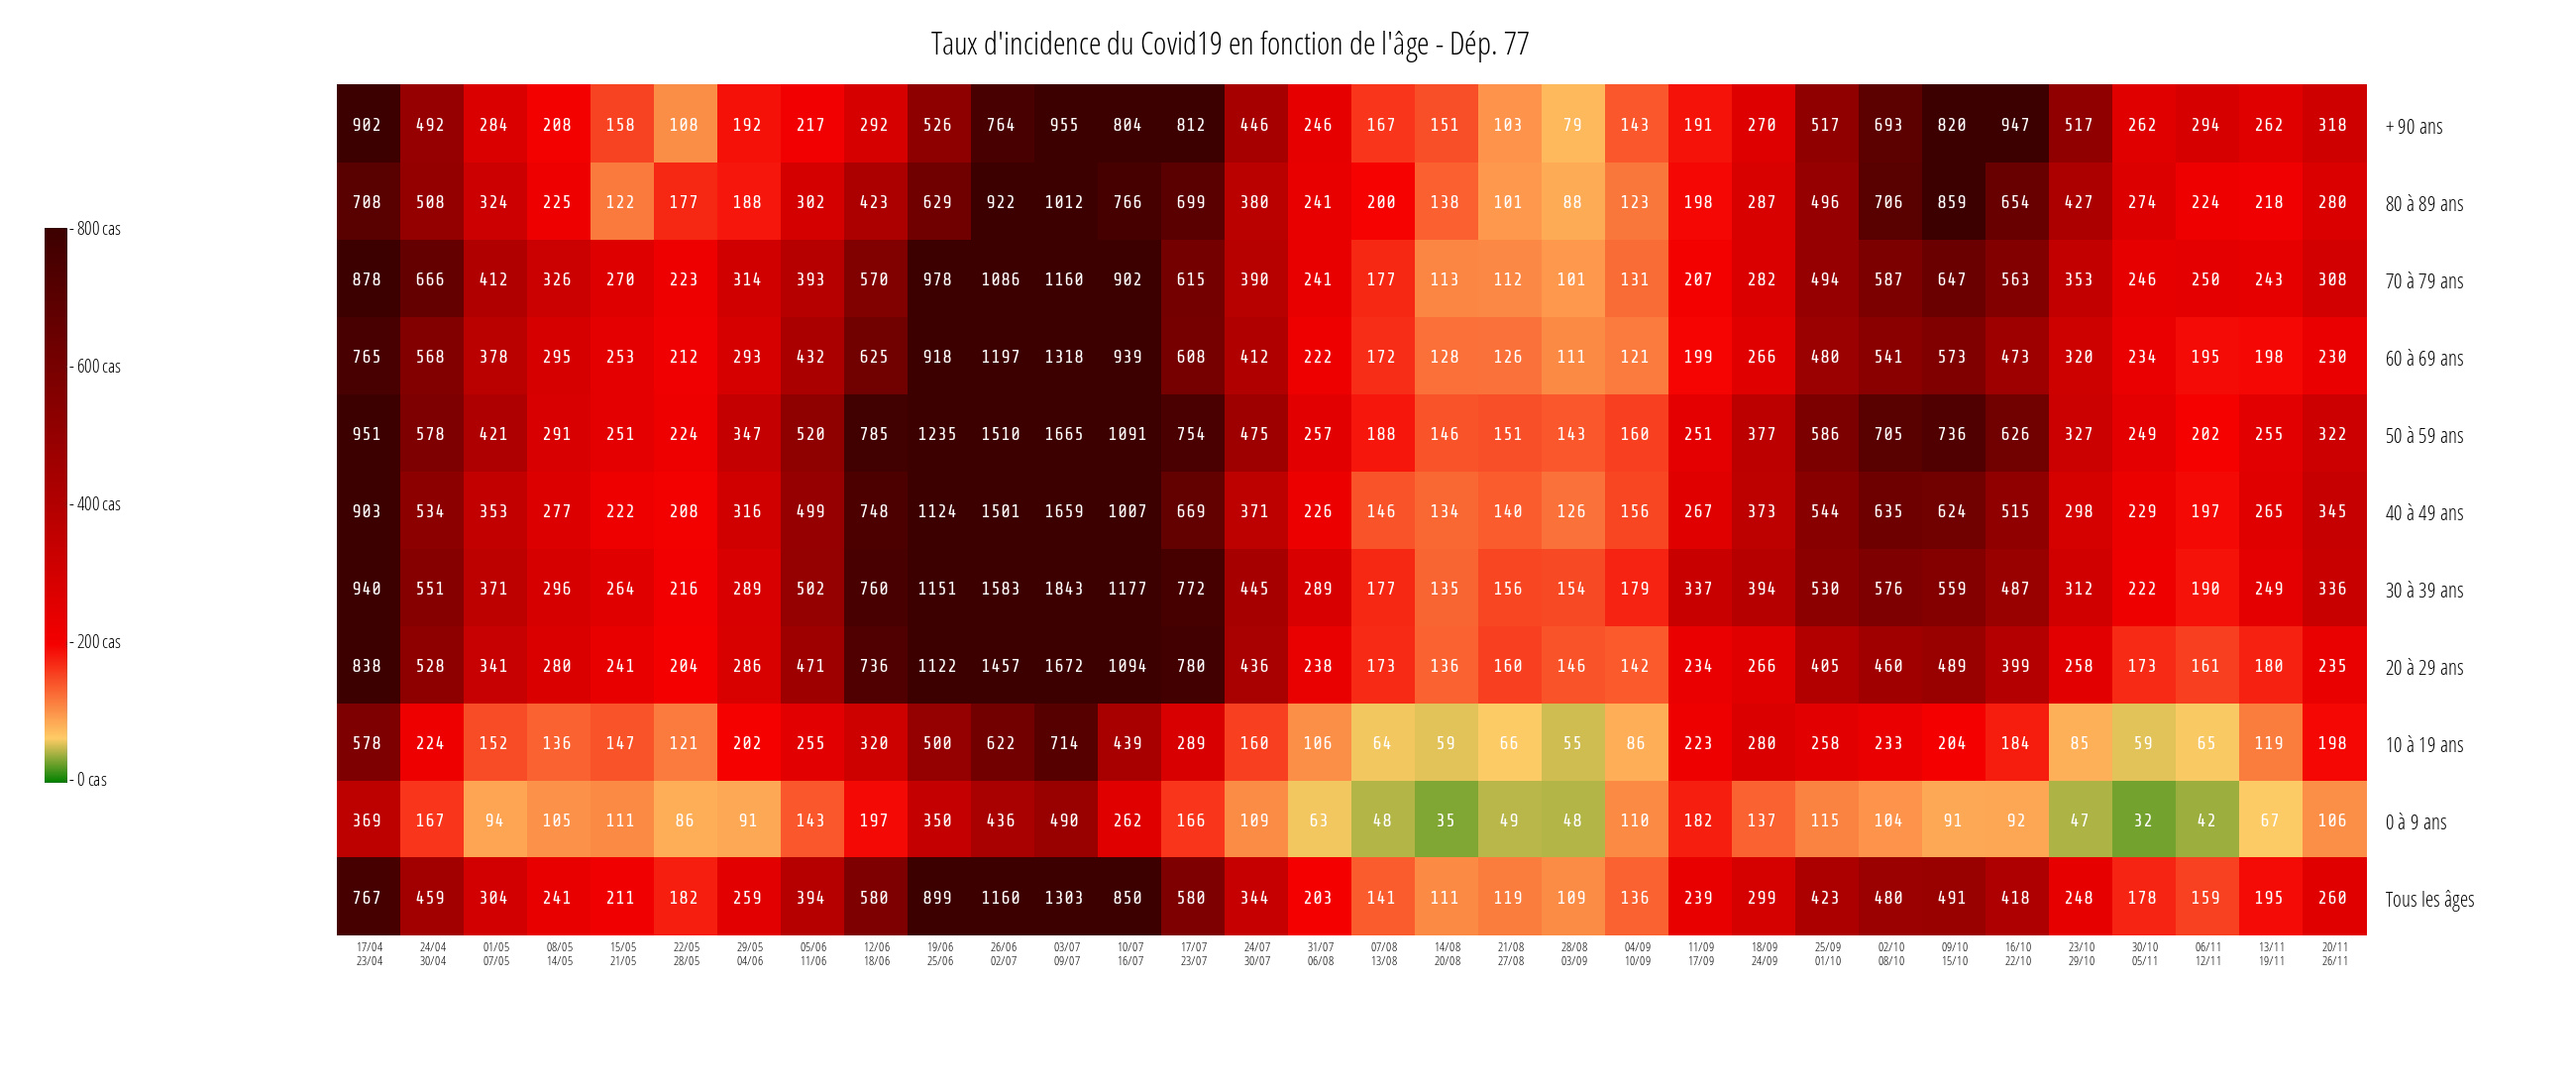 Taux d'incidence du Covid19 en fonction de l'âge - Dép. 77
902 492 284 208 158 108 192 217 292 526 764 955 804 812 446 246 167 151 103 79 143 191 270 517 693 820 947 517 262 294 262 318 + 90 ans
708 508 324 225 122 177 188 302 423 629 922 1012 766 699 380 241 200 138 101 88 123 198 287 496 706 859 654 427 274 224 218 280 80 à 89 ans
878 666 412 326 270 223 314 393 570 978 1086 1160 902 615 390 241 177 113 112 101 131 207 282 494 587 647 563 353 246 250 243 308 70 à 79 ans
765 568 378 295 253 212 293 432 625 918 1197 1318 939 608 412 222 172 128 126 111 121 199 266 480 541 573 473 320 234 195 198 230 60 à 69 ans
951 578 421 291 251 224 347 520 785 1235 1510 1665 1091 754 475 257 188 146 151 143 160 251 377 586 705 736 626 327 249 202 255 322 50 à 59 ans
903 534 353 277 222 208 316 499 748 1124 1501 1659 1007 669 371 226 146 134 140 126 156 267 373 544 635 624 515 298 229 197 265 345 40 à 49 ans
940 551 371 296 264 216 289 502 760 1151 1583 1843 1177 772 445 289 177 135 156 154 179 337 394 530 576 559 487 312 222 190 249 336 30 à 39 ans
838 528 341 280 241 204 286 471 736 1122 1457 1672 1094 780 436 238 173 136 160 146 142 234 266 405 460 489 399 258 173 161 180 235 20 à 29 ans
578 224 152 136 147 121 202 255 320 500 622 714 439 289 160 106 64 59 66 55 86 223 280 258 233 204 184 85 59 65 119 198 10 à 19 ans
369 167 94 105 111 86 91 143 197 350 436 490 262 166 109 63 48 35 49 48 110 182 137 115 104 91 92 47 32 42 67 106 0 à 9 ans
767 459 304 241 211 182 259 394 580 899 1160 1303 850 580 344 203 141 111 119 109 136 239 299 423 480 491 418 248 178 159 195 260 Tous les âges
17/04 24/04 01/05 08/05 15/05 22/05 29/05 05/06 12/06 19/06 26/06 03/07 10/07 17/07 24/07 31/07 07/08 14/08 21/08 28/08 04/09 11/09 18/09 25/09 02/10 09/10 16/10 23/10 30/10 06/11 13/11 20/11
23/04 30/04 07/05 14/05 21/05 28/05 04/06 11/06 18/06 25/06 02/07 09/07 16/07 23/07 30/07 06/08 13/08 20/08 27/08 03/09 10/09 17/09 24/09 01/10 08/10 15/10 22/10 29/10 05/11 12/11 19/11 26/11
- 800 cas
- 600 cas
- 400 cas
- 200 cas
- 0 cas